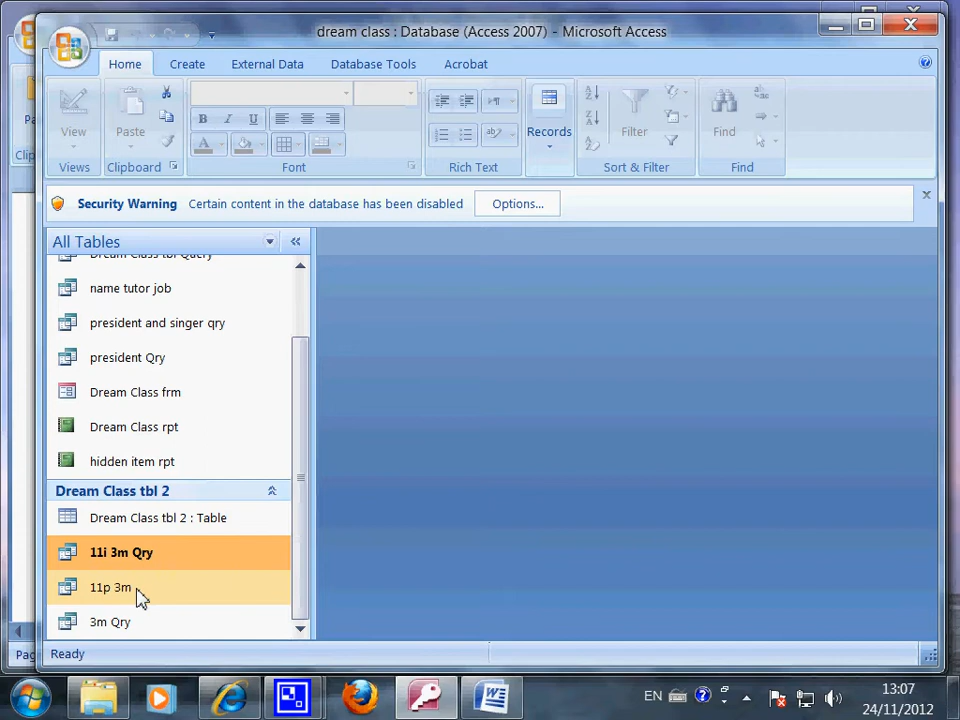 dream class : Database (Access 2007) - Microsoft Access
Home Create External Data Database Tools Acrobat
View
Paste
B I U
A
Records
Filter
Find
Views Clipboard Font Rich Text Sort & Filter Find
Security Warning Certain content in the database has been disabled Options...
All Tables
Dream Class tbl Query
name tutor job
president and singer qry
president Qry
Dream Class frm
Dream Class rpt
hidden item rpt
Dream Class tbl 2
Dream Class tbl 2 : Table
11i 3m Qry
11p 3m
3m Qry
Ready
EN
13:07
24/11/2012